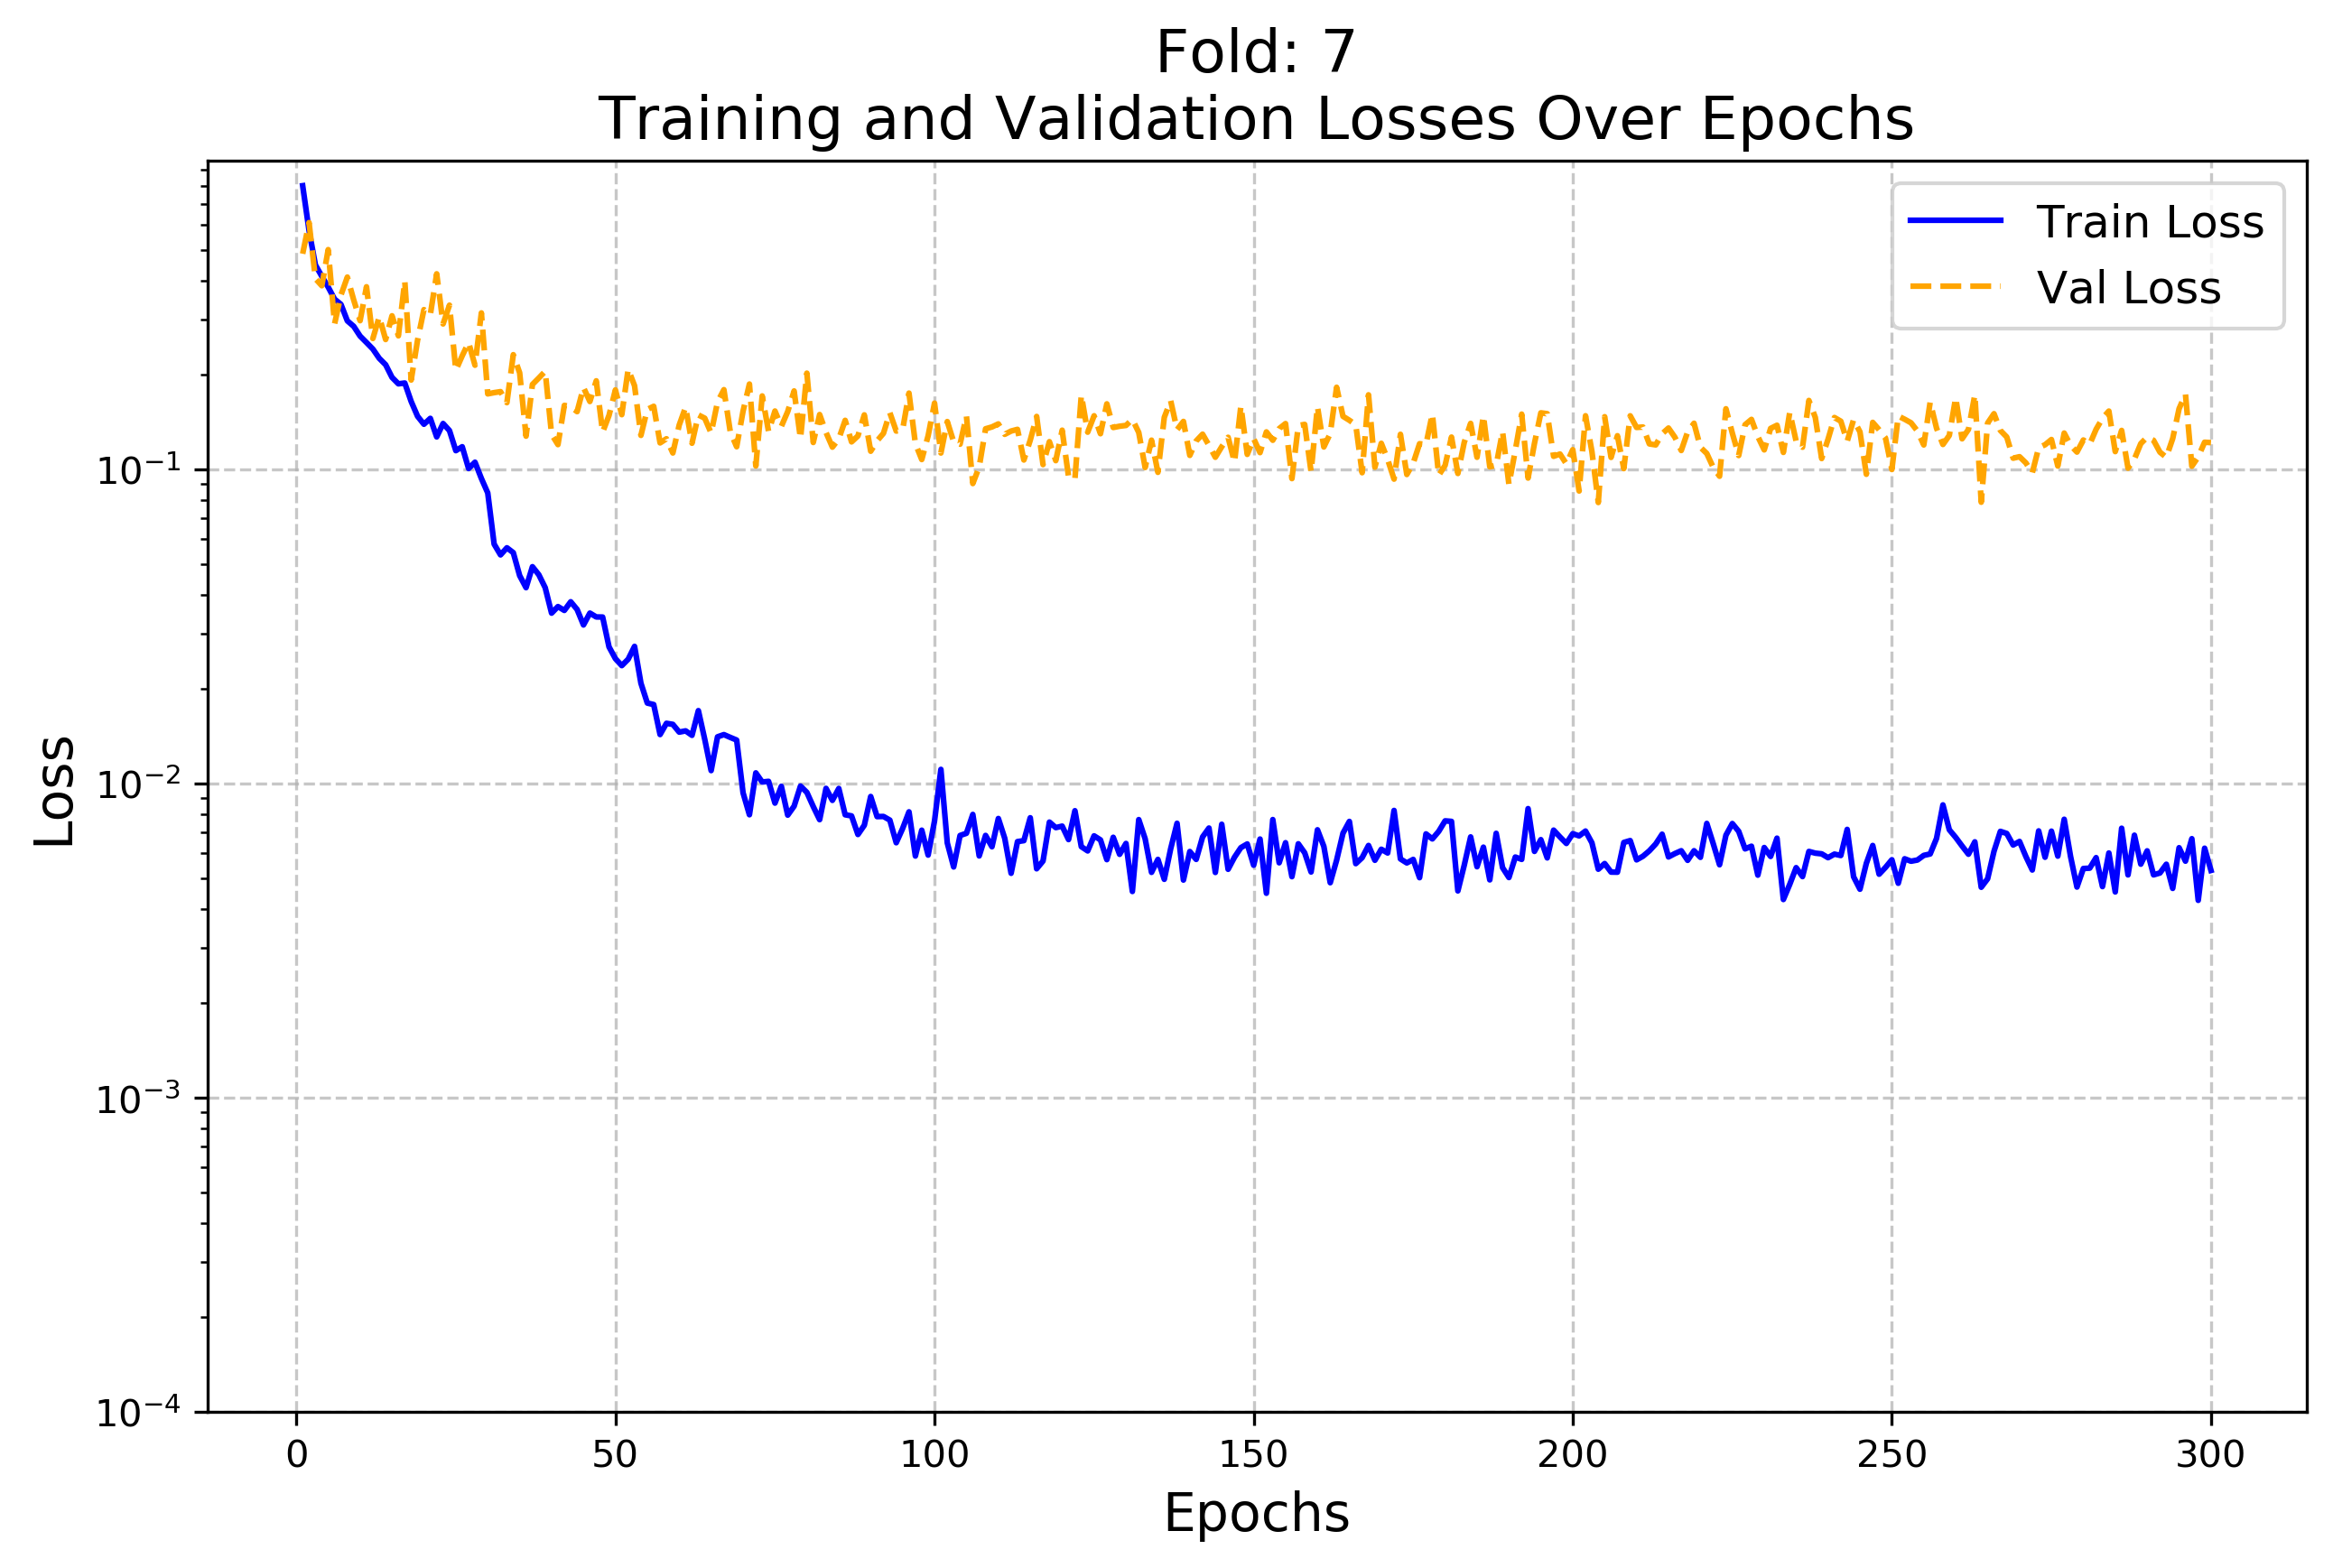 Fold: 7
Training and Validation Losses Over Epochs
Train Loss
Val Loss
Loss
10⁻¹
10⁻²
10⁻³
10⁻⁴
0 50 100 150 200 250 300
Epochs